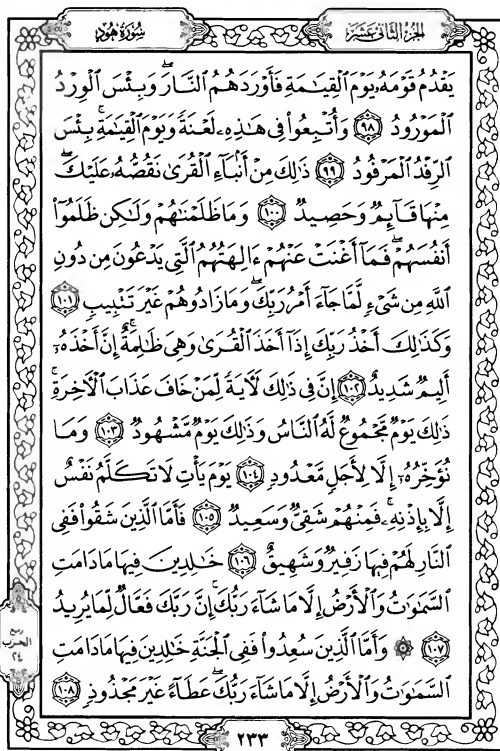 الجزء الثاني عشر
سورة هود
يَقْدُمُ قَوْمَهُۥ يَوْمَ ٱلْقِيَٰمَةِ فَأَوْرَدَهُمُ ٱلنَّارَ ۖ وَبِئْسَ ٱلْوِرْدُ
ٱلْمَوْرُودُ ٩٨ وَأُتْبِعُوا۟ فِى هَٰذِهِۦ لَعْنَةً وَيَوْمَ ٱلْقِيَٰمَةِ ۚ بِئْسَ
ٱلرِّفْدُ ٱلْمَرْفُودُ ٩٩ ذَٰلِكَ مِنْ أَنۢبَآءِ ٱلْقُرَىٰ نَقُصُّهُۥ عَلَيْكَ ۖ
مِنْهَا قَآئِمٌ وَحَصِيدٌ ١٠٠ وَمَا ظَلَمْنَٰهُمْ وَلَٰكِن ظَلَمُوٓا۟
أَنفُسَهُمْ ۖ فَمَآ أَغْنَتْ عَنْهُمْ ءَالِهَتُهُمُ ٱلَّتِى يَدْعُونَ مِن دُونِ
ٱللَّهِ مِن شَىْءٍ لَّمَّا جَآءَ أَمْرُ رَبِّكَ ۖ وَمَا زَادُوهُمْ غَيْرَ تَتْبِيبٍ ١٠١
وَكَذَٰلِكَ أَخْذُ رَبِّكَ إِذَآ أَخَذَ ٱلْقُرَىٰ وَهِىَ ظَٰلِمَةٌ ۚ إِنَّ أَخْذَهُۥٓ
أَلِيمٌ شَدِيدٌ ١٠٢ إِنَّ فِى ذَٰلِكَ لَءَايَةً لِّمَنْ خَافَ عَذَابَ ٱلْءَاخِرَةِ ۚ
ذَٰلِكَ يَوْمٌ مَّجْمُوعٌ لَّهُ ٱلنَّاسُ وَذَٰلِكَ يَوْمٌ مَّشْهُودٌ ١٠٣ وَمَا
نُؤَخِّرُهُۥٓ إِلَّا لِأَجَلٍ مَّعْدُودٍ ١٠٤ يَوْمَ يَأْتِ لَا تَكَلَّمُ نَفْسٌ
إِلَّا بِإِذْنِهِۦ ۚ فَمِنْهُمْ شَقِىٌّ وَسَعِيدٌ ١٠٥ فَأَمَّا ٱلَّذِينَ شَقُوا۟ فَفِى
ٱلنَّارِ لَهُمْ فِيهَا زَفِيرٌ وَشَهِيقٌ ١٠٦ خَٰلِدِينَ فِيهَا مَا دَامَتِ
ٱلسَّمَٰوَٰتُ وَٱلْأَرْضُ إِلَّا مَا شَآءَ رَبُّكَ ۚ إِنَّ رَبَّكَ فَعَّالٌ لِّمَا يُرِيدُ
١٠٧ ۞ وَأَمَّا ٱلَّذِينَ سُعِدُوا۟ فَفِى ٱلْجَنَّةِ خَٰلِدِينَ فِيهَا مَا دَامَتِ
ٱلسَّمَٰوَٰتُ وَٱلْأَرْضُ إِلَّا مَا شَآءَ رَبُّكَ ۖ عَطَآءً غَيْرَ مَجْذُوذٍ ١٠٨
ربع
الحزب
٢٤
٢٣٣